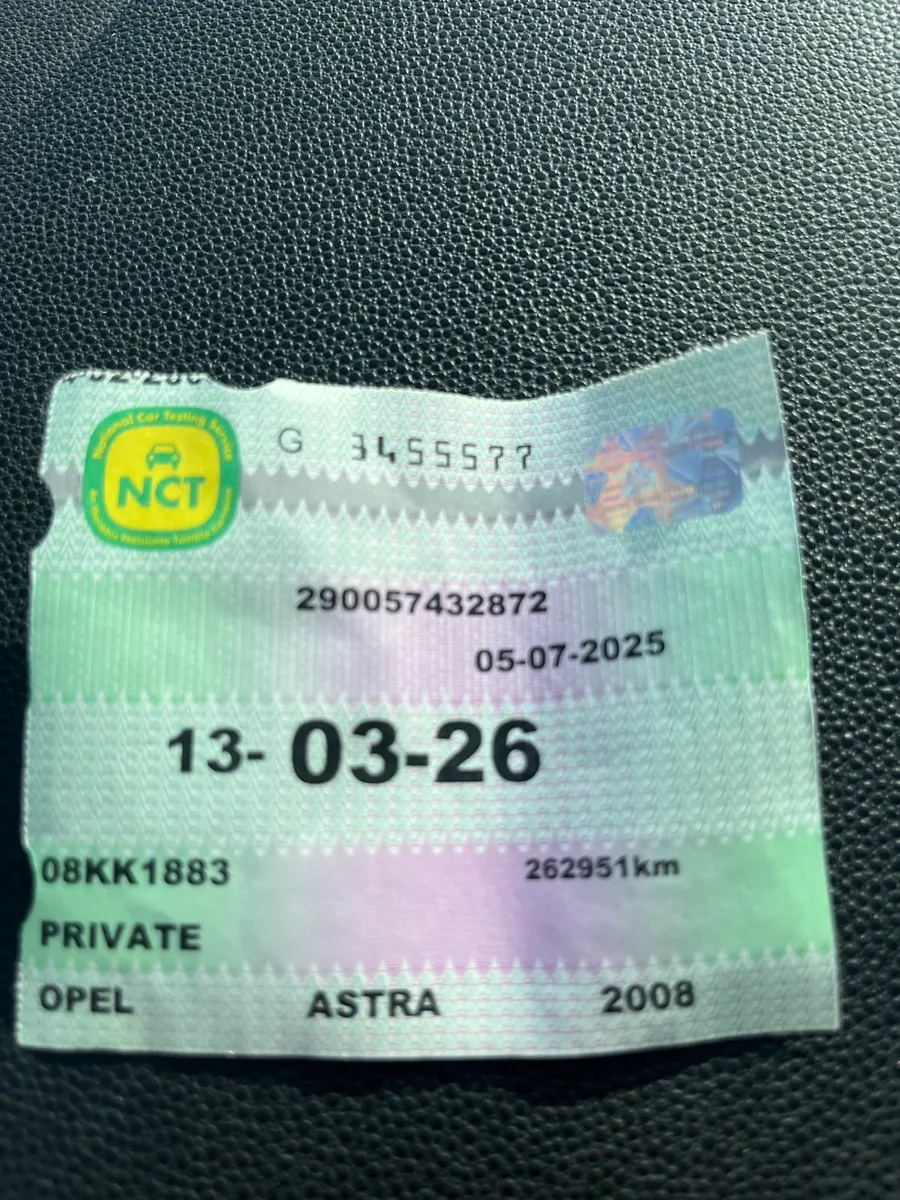 National Car Testing Service
NCT
G 3455577
290057432872
05-07-2025
13-03-26
08KK1883 262951km
PRIVATE
OPEL ASTRA 2008